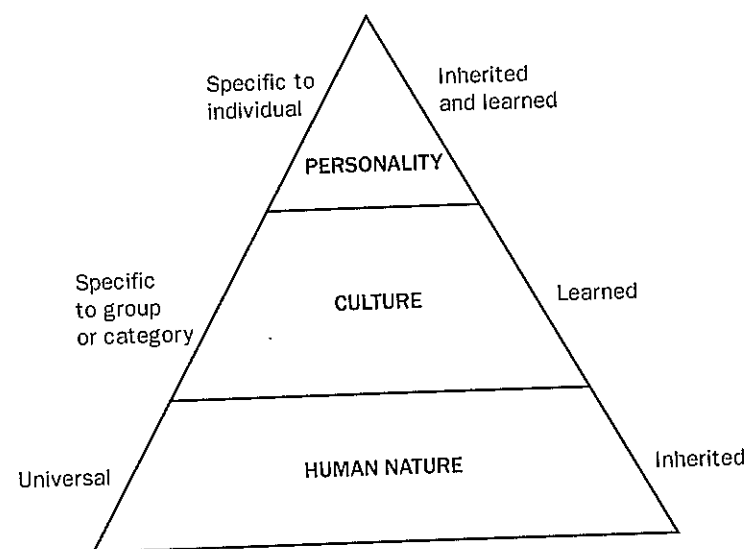 Specific to
individual
Inherited
and learned
PERSONALITY
Specific
to group
or category
CULTURE
Learned
Universal
HUMAN NATURE
Inherited